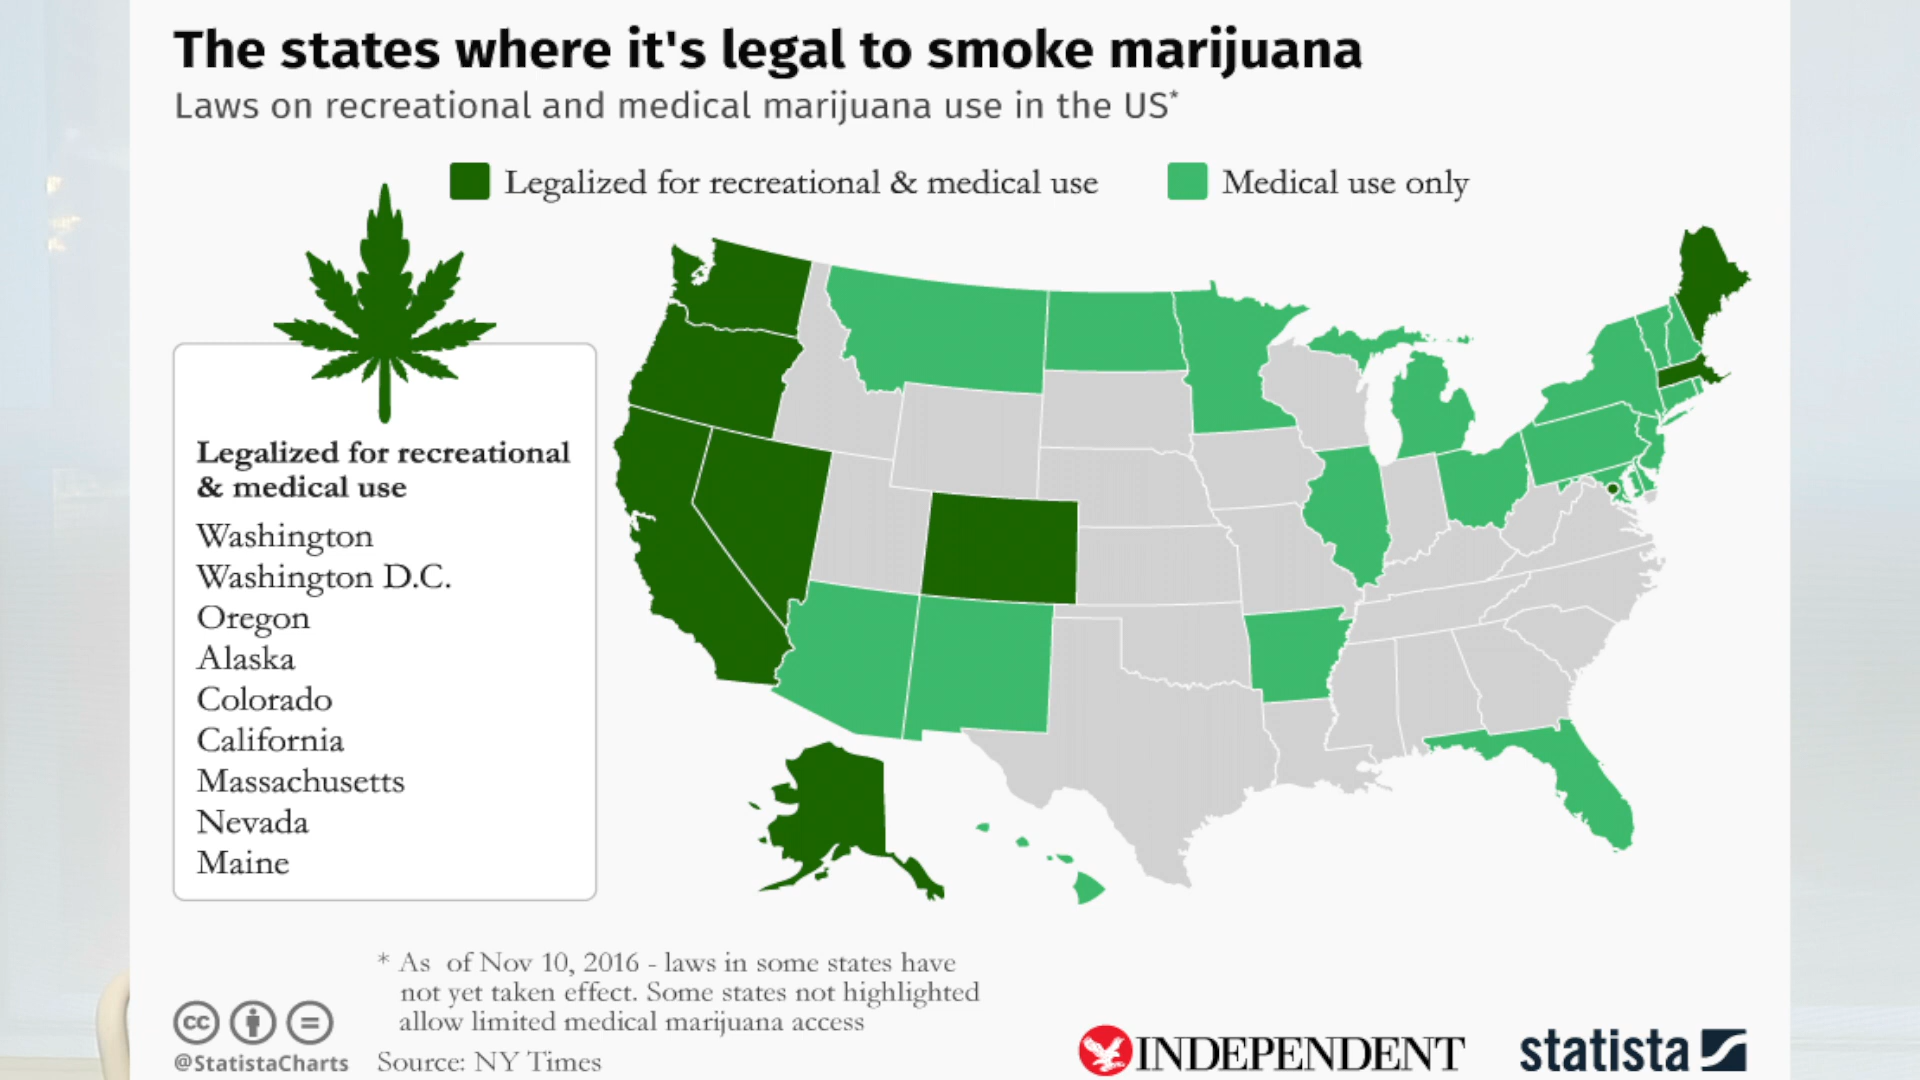 The states where it's legal to smoke marijuana
Laws on recreational and medical marijuana use in the US*
Legalized for recreational & medical use
Medical use only
Legalized for recreational
& medical use
Washington
Washington D.C.
Oregon
Alaska
Colorado
California
Massachusetts
Nevada
Maine
* As of Nov 10, 2016 - laws in some states have
not yet taken effect. Some states not highlighted
allow limited medical marijuana access
cc
@StatistaCharts
Source: NY Times
INDEPENDENT
statista